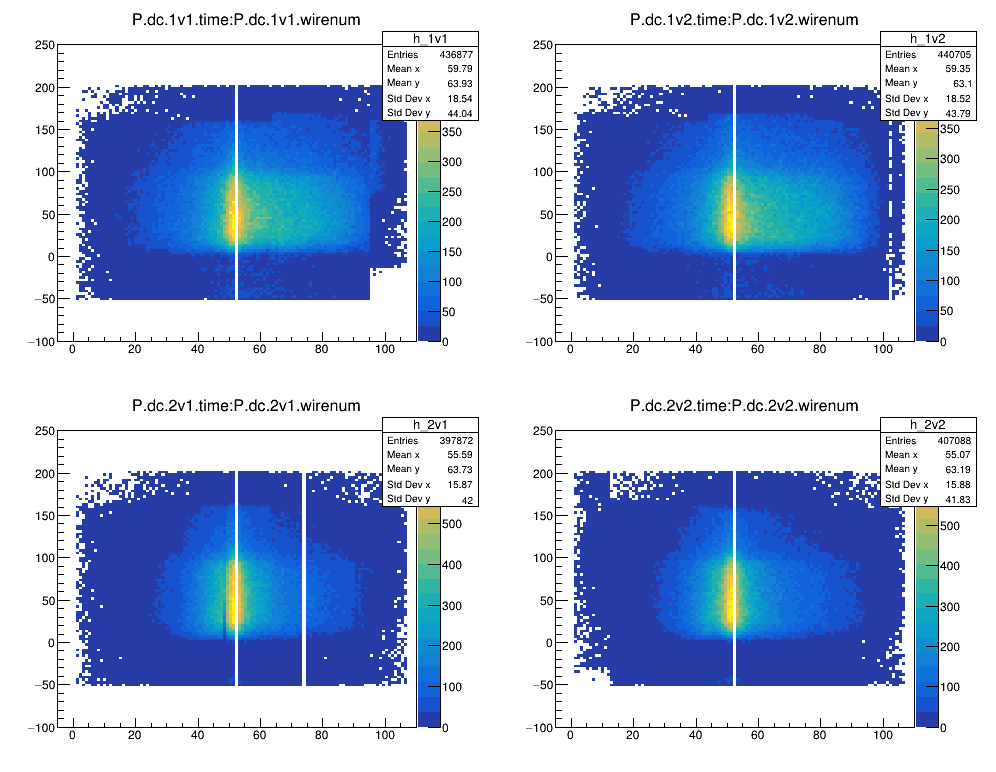 P.dc.1v1.time:P.dc.1v1.wirenum
h_1v1
Entries 436877
Mean x 59.79
Mean y 63.93
Std Dev x 18.54
Std Dev y 44.04
250
200
150
100
50
0
−50
−100
0 20 40 60 80 100
350
300
250
200
150
100
50
0
P.dc.1v2.time:P.dc.1v2.wirenum
h_1v2
Entries 440705
Mean x 59.35
Mean y 63.1
Std Dev x 18.52
Std Dev y 43.79
250
200
150
100
50
0
−50
−100
0 20 40 60 80 100
350
300
250
200
150
100
50
0
P.dc.2v1.time:P.dc.2v1.wirenum
h_2v1
Entries 397872
Mean x 55.59
Mean y 63.73
Std Dev x 15.87
Std Dev y 42
250
200
150
100
50
0
−50
−100
0 20 40 60 80 100
500
400
300
200
100
0
P.dc.2v2.time:P.dc.2v2.wirenum
h_2v2
Entries 407088
Mean x 55.07
Mean y 63.19
Std Dev x 15.88
Std Dev y 41.83
250
200
150
100
50
0
−50
−100
0 20 40 60 80 100
500
400
300
200
100
0